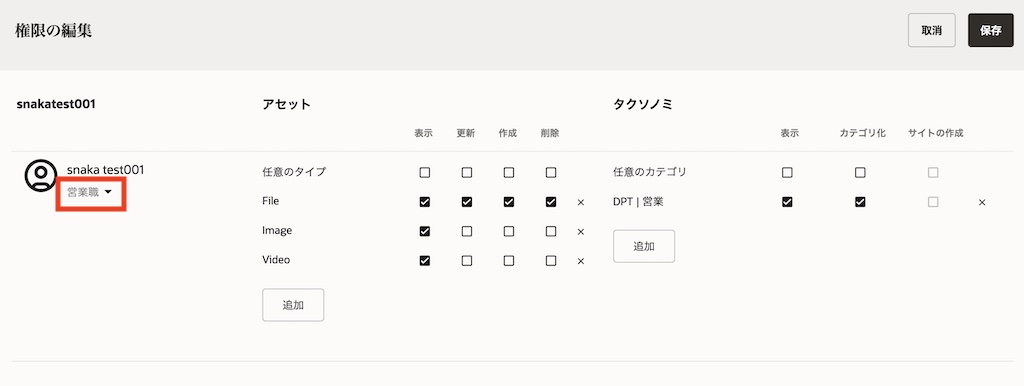 権限の編集
取消
保存
snakatest001
アセット
タクソノミ
表示 更新 作成 削除
表示 カテゴリ化 サイトの作成
snaka test001
営業職
任意のタイプ
任意のカテゴリ
File
DPT | 営業
Image
Video
追加
追加